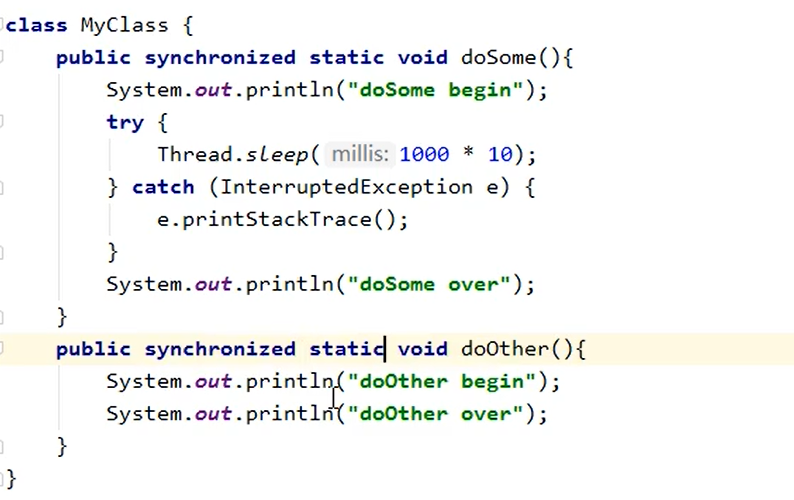 class MyClass {
    public synchronized static void doSome(){
        System.out.println("doSome begin");
        try {
            Thread.sleep( millis: 1000 * 10);
        } catch (InterruptedException e) {
            e.printStackTrace();
        }
        System.out.println("doSome over");
    }
    public synchronized static void doOther(){
        System.out.println("doOther begin");
        System.out.println("doOther over");
    }
}